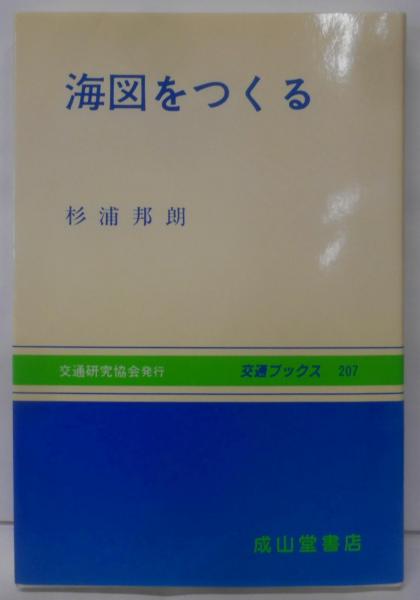 海図をつくる
杉浦邦朗
交通研究協会発行 交通ブックス 207
成山堂書店